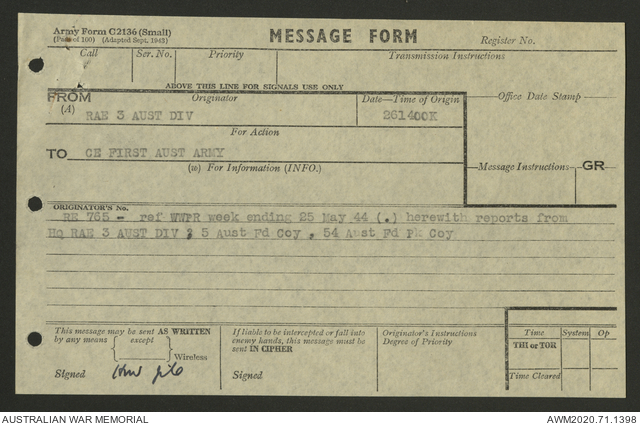 Army Form C2136 (Small)
(Pads of 100) (Adapted Sept. 1943)
MESSAGE FORM
Register No.
Call
Ser. No.
Priority
Transmission Instructions
ABOVE THIS LINE FOR SIGNALS USE ONLY
FROM
(A)
Originator
Date—Time of Origin
Office Date Stamp
RAE 3 AUST DIV
261400K
For Action
TO
CE FIRST AUST ARMY
(w) For Information (INFO.)
Message Instructions
GR
ORIGINATOR'S No.
RE 765 - ref WWPR week ending 25 May 44 (.) herewith reports from
Hq RAE 3 AUST DIV , 5 Aust Fd Coy , 54 Aust Fd Pk Coy
This message may be sent AS WRITTEN
by any means
except
Wireless
Signed
If liable to be intercepted or fall into
enemy hands, this message must be
sent IN CIPHER
Signed
Originator's Instructions
Degree of Priority
Time
System
Op
THI or TOR
Time Cleared
AUSTRALIAN WAR MEMORIAL
AWM2020.71.1398